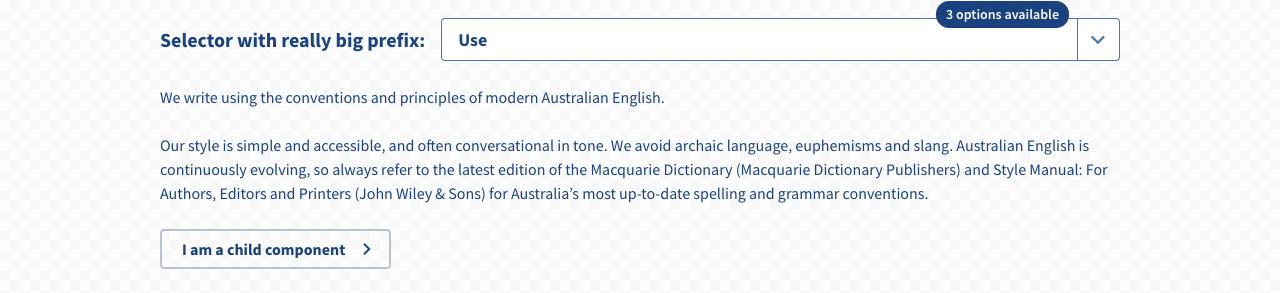 3 options available
Selector with really big prefix: Use
We write using the conventions and principles of modern Australian English.
Our style is simple and accessible, and often conversational in tone. We avoid archaic language, euphemisms and slang. Australian English is
continuously evolving, so always refer to the latest edition of the Macquarie Dictionary (Macquarie Dictionary Publishers) and Style Manual: For
Authors, Editors and Printers (John Wiley & Sons) for Australia’s most up-to-date spelling and grammar conventions.
I am a child component